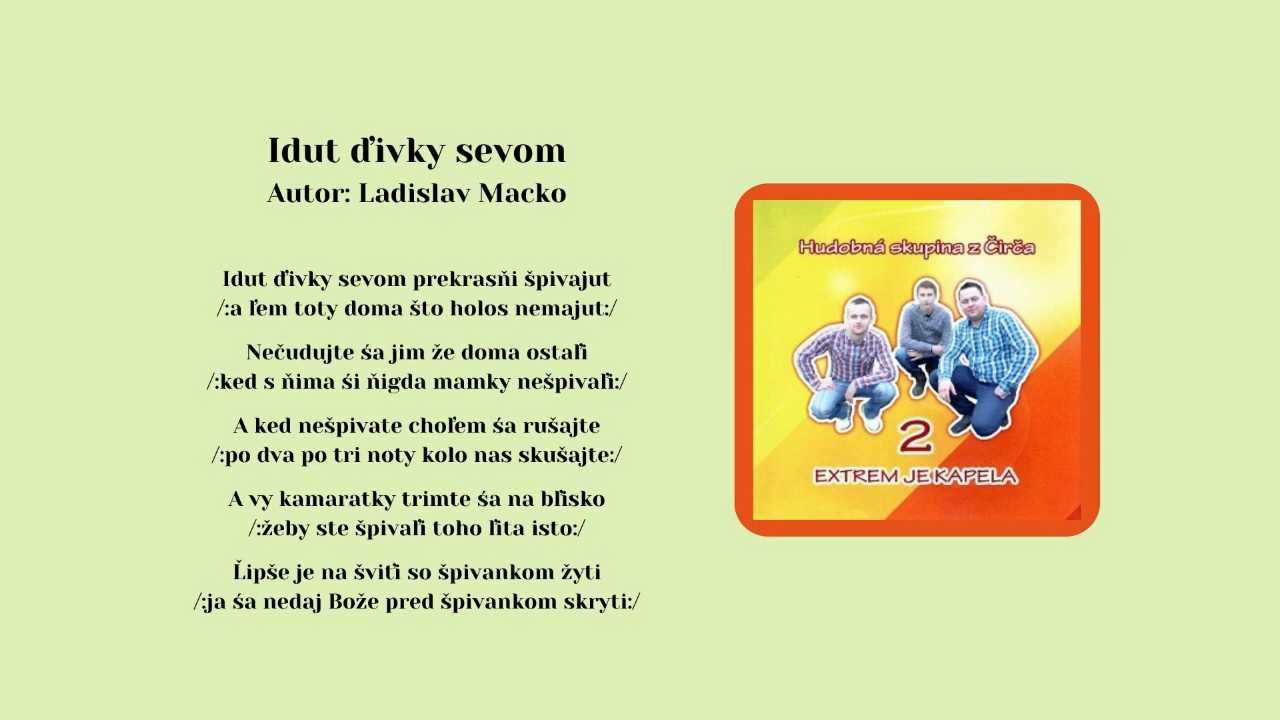 Idut ďivky sevom
Autor: Ladislav Macko
Idut ďivky sevom prekrasňi špivajut
/:a ľem toty doma što holos nemajut:/
Nečudujte śa jim že doma ostaľi
/:ked s ňima śi ňigda mamky nešpivaľi:/
A ked nešpivate choľem śa rušajte
/:po dva po tri noty kolo nas skušajte:/
A vy kamaratky trimte śa na bľisko
/:žeby ste špivaľi toho ľita isto:/
Ľipše je na šviťi so špivankom žyti
/:ja śa nedaj Bože pred špivankom skryti:/
Hudobná skupina z Čirča
2
EXTREM JE KAPELA